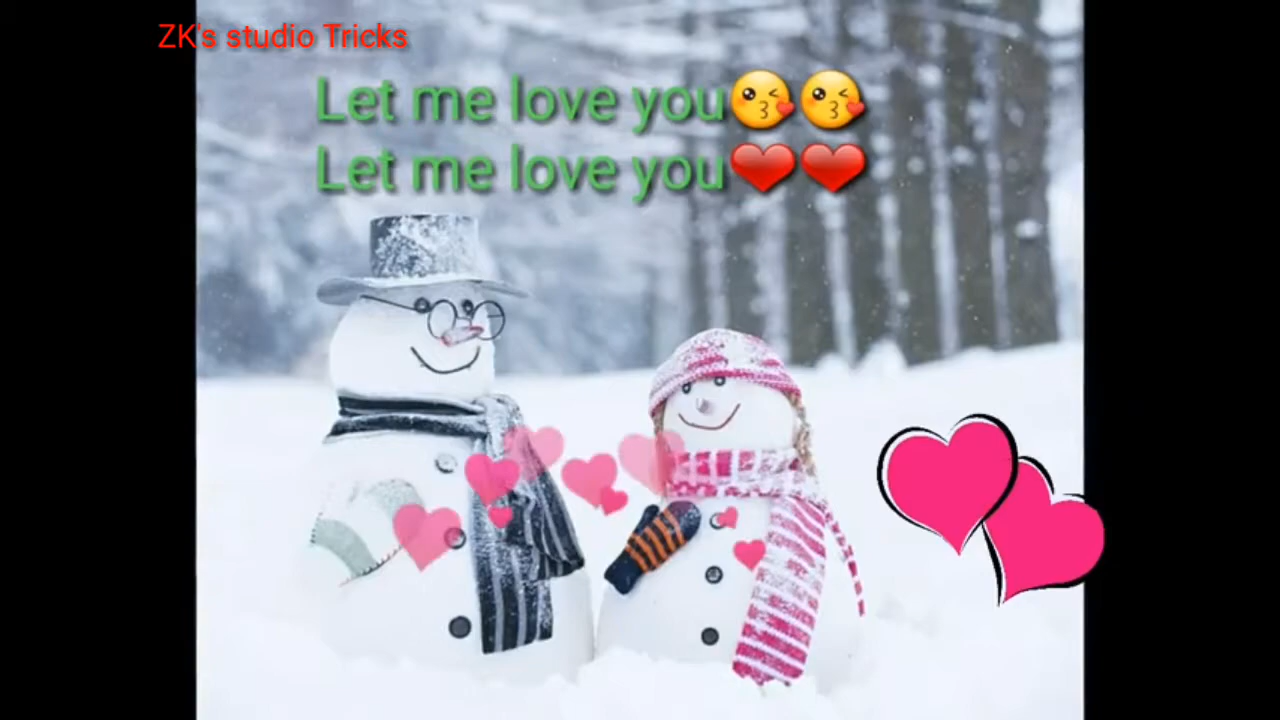 ZK's studio Tricks
Let me love you😘😘
Let me love you❤️❤️